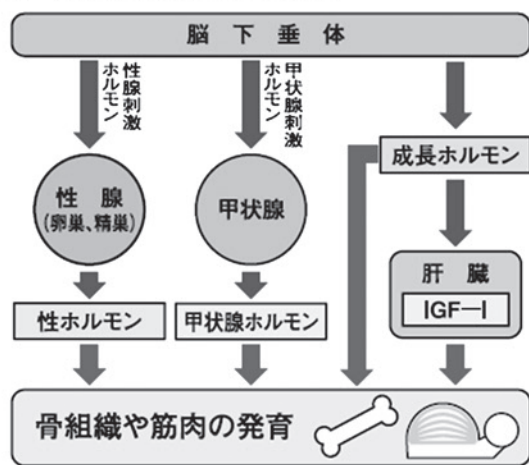 脳下垂体
性腺刺激
ホルモン
甲状腺刺激
ホルモン
成長ホルモン
性腺
(卵巣、精巣)
甲状腺
肝臓
IGF―I
性ホルモン
甲状腺ホルモン
骨組織や筋肉の発育